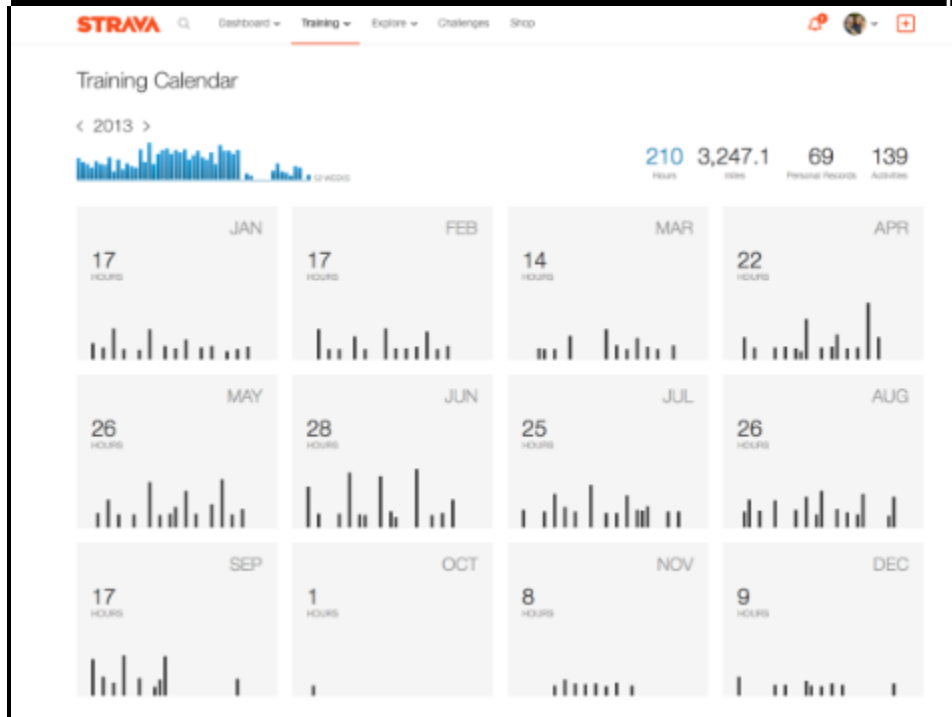 STRAVA Dashboard Training Explore Challenges Shop
Training Calendar
< 2013 >
52 WEEKS
210 3,247.1 69 139
Hours miles Personal Records Activities
JAN FEB MAR APR
17 17 14 22
HOURS HOURS HOURS HOURS
MAY JUN JUL AUG
26 28 25 26
HOURS HOURS HOURS HOURS
SEP OCT NOV DEC
17 1 8 9
HOURS HOURS HOURS HOURS